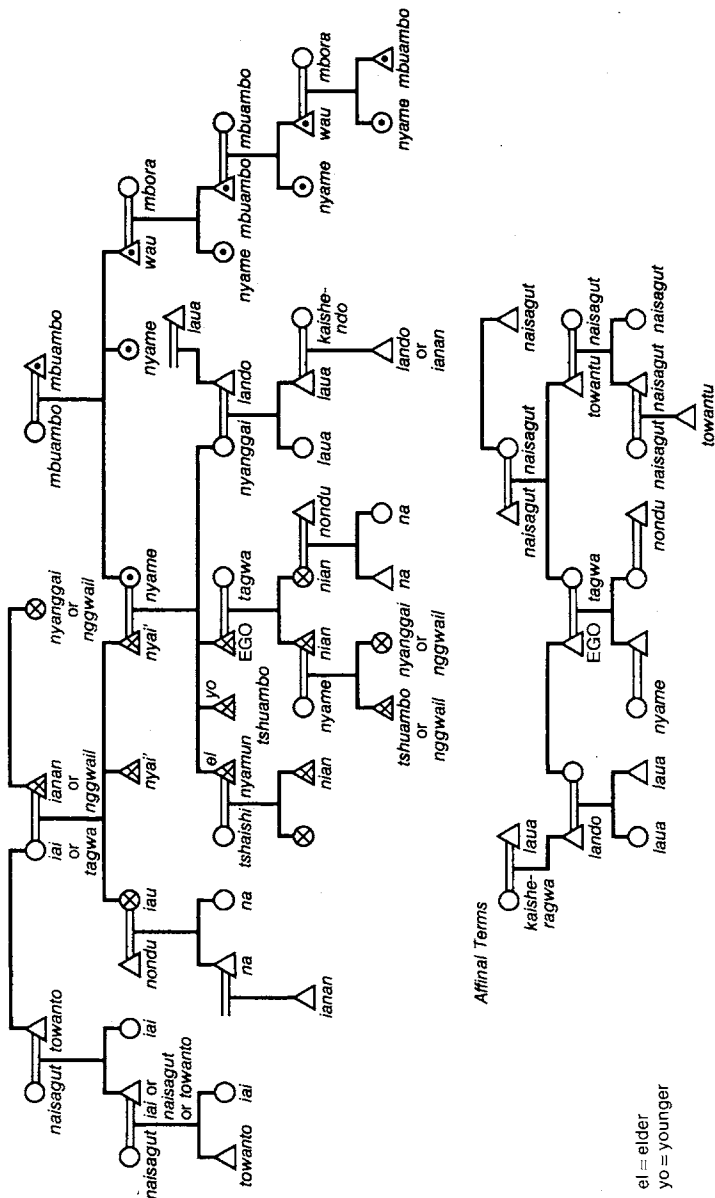 naisagut towanto
iai
or
tagwa
ianan
or
nggwail
nyanggai
or
nggwail
mbuambo mbuambo
naisagut
iai or
naisagut
or towanto
iai
nondu
iau
nyai'
nyai'
nyame
nyame
wau
mbora
towanto
iai
na
na
tshaishi
el
nyamun
yo
tshuambo
EGO
tagwa
nyanggai
lando
laua
nyame mbuambo
mbuambo
ianan
nian
nyame
nian
nian
nondu
laua
laua
kaishe-
ndo
nyame
wau
mbora
tshuambo
or
nggwail
nyanggai
or
nggwail
na
na
lando
or
ianan
nyame mbuambo
Affinal Terms
kaishe-
ragwa
laua
naisagut
naisagut
naisagut
lando
EGO
tagwa
towantu
naisagut
laua
laua
nyame
nondu
naisagut
naisagut
naisagut
towantu
el = elder
yo = younger